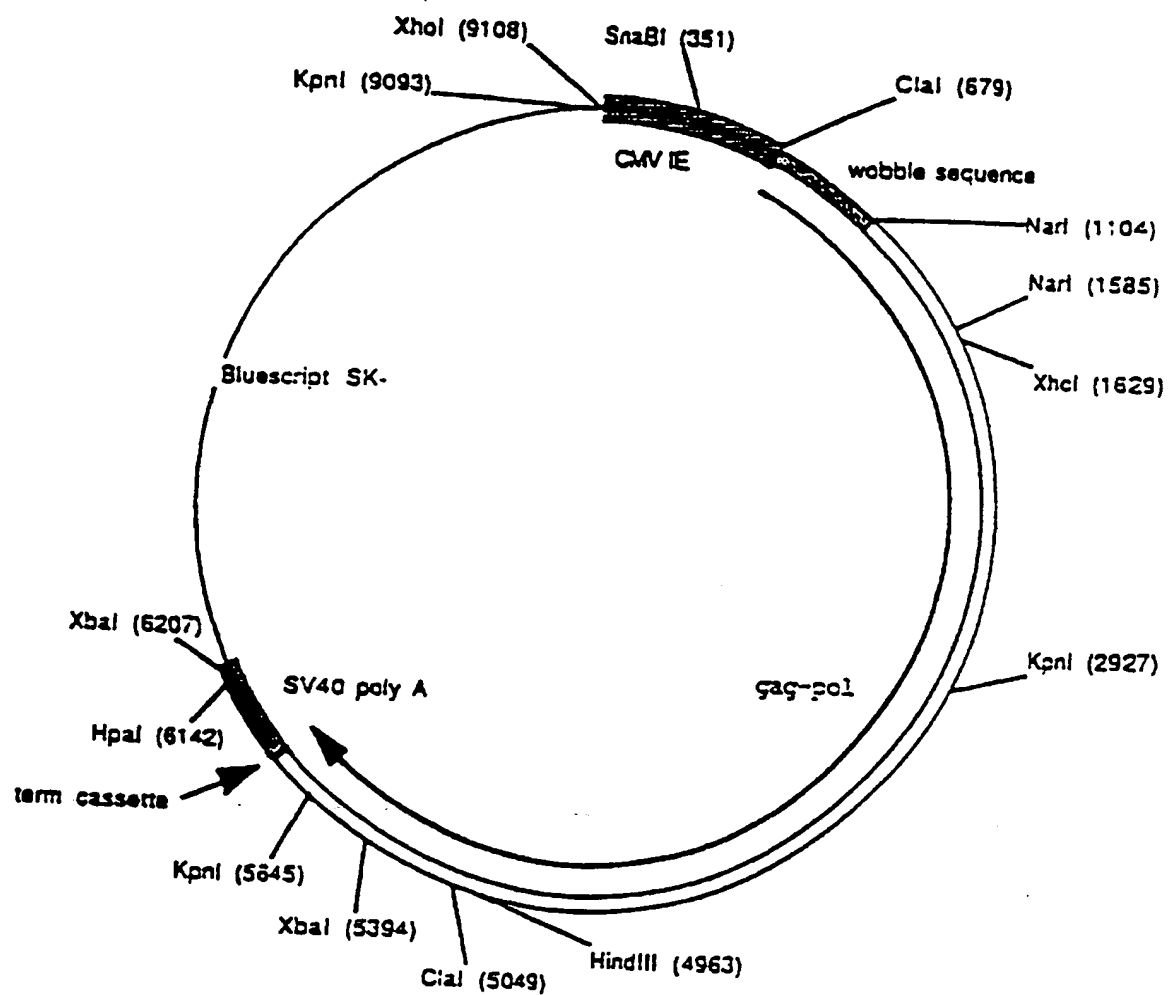 XhoI (9108)
SnaBI (351)
KpnI (9093)
ClaI (679)
CMV IE
wobble sequence
NarI (1104)
NarI (1585)
XhoI (1629)
Bluescript SK-
KpnI (2927)
gag-pol
XbaI (6207)
SV40 poly A
HpaI (6142)
term cassette
KpnI (5645)
XbaI (5394)
ClaI (5049)
HindIII (4963)